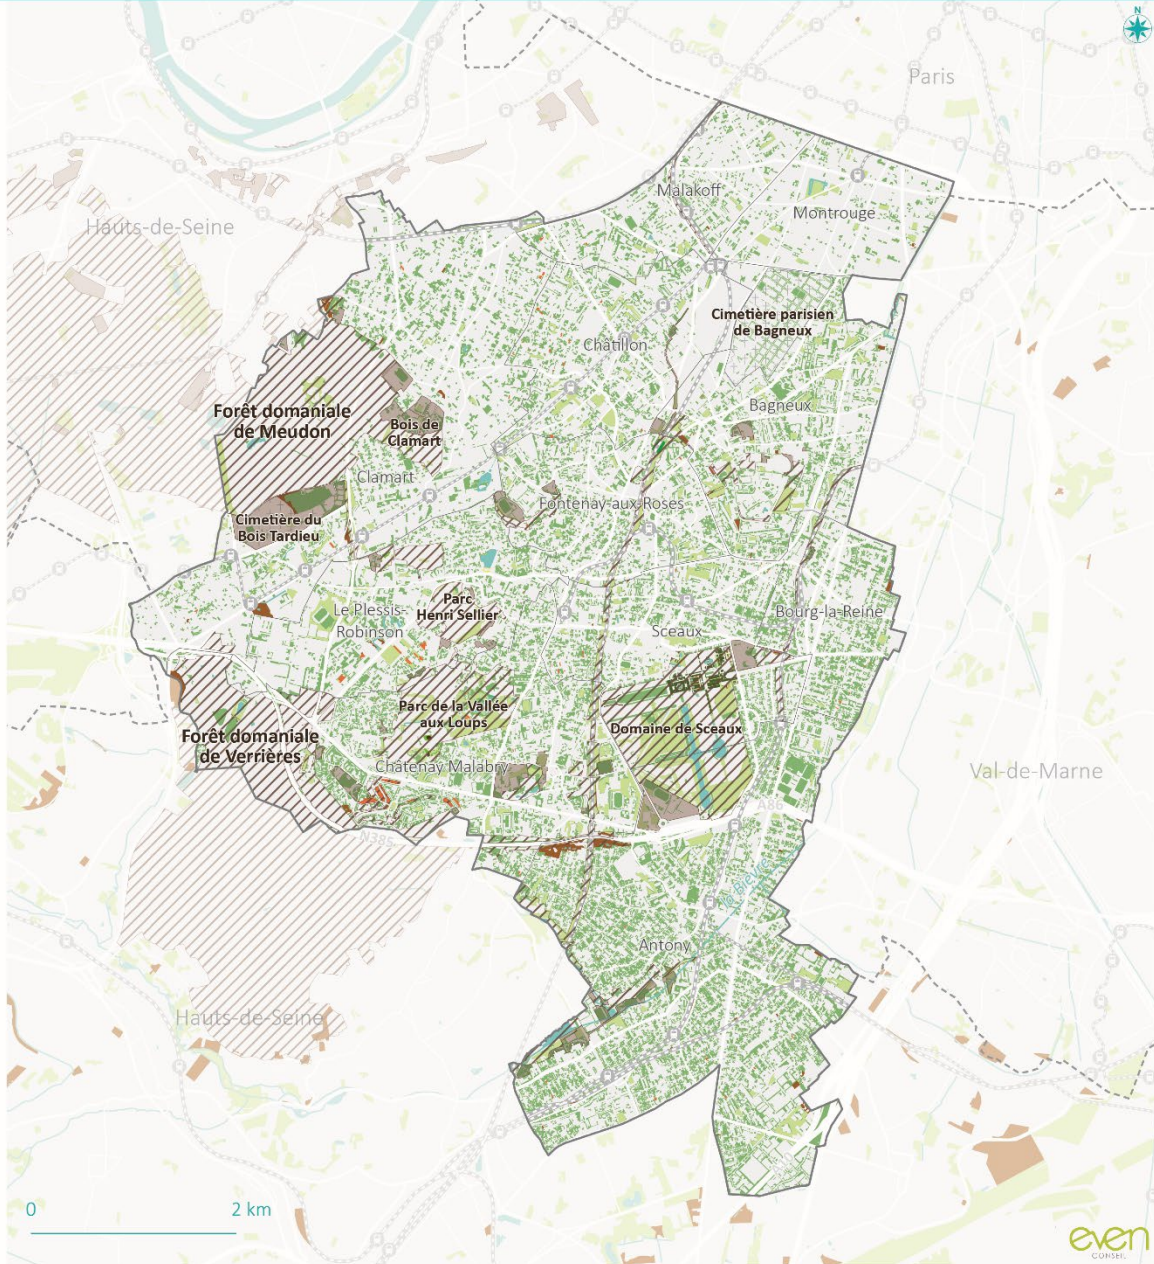 N
Paris
Malakoff
Montrouge
Hauts-de-Seine
Cimetière parisien
de Bagneux
Châtillon
Bagneux
Forêt domaniale
de Meudon
Bois de
Clamart
Clamart
Fontenay-aux-Roses
Cimetière du
Bois Tardieu
Parc
Henri Sellier
Le Plessis-
Robinson
Bourg-la-Reine
Sceaux
Parc de la Vallée
aux Loups
Domaine de Sceaux
Forêt domaniale
de Verrières
Châtenay Malabry
Val-de-Marne
A86
N385
la Bièvre
Antony
Hauts-de-Seine
0
2 km
even
CONSEIL